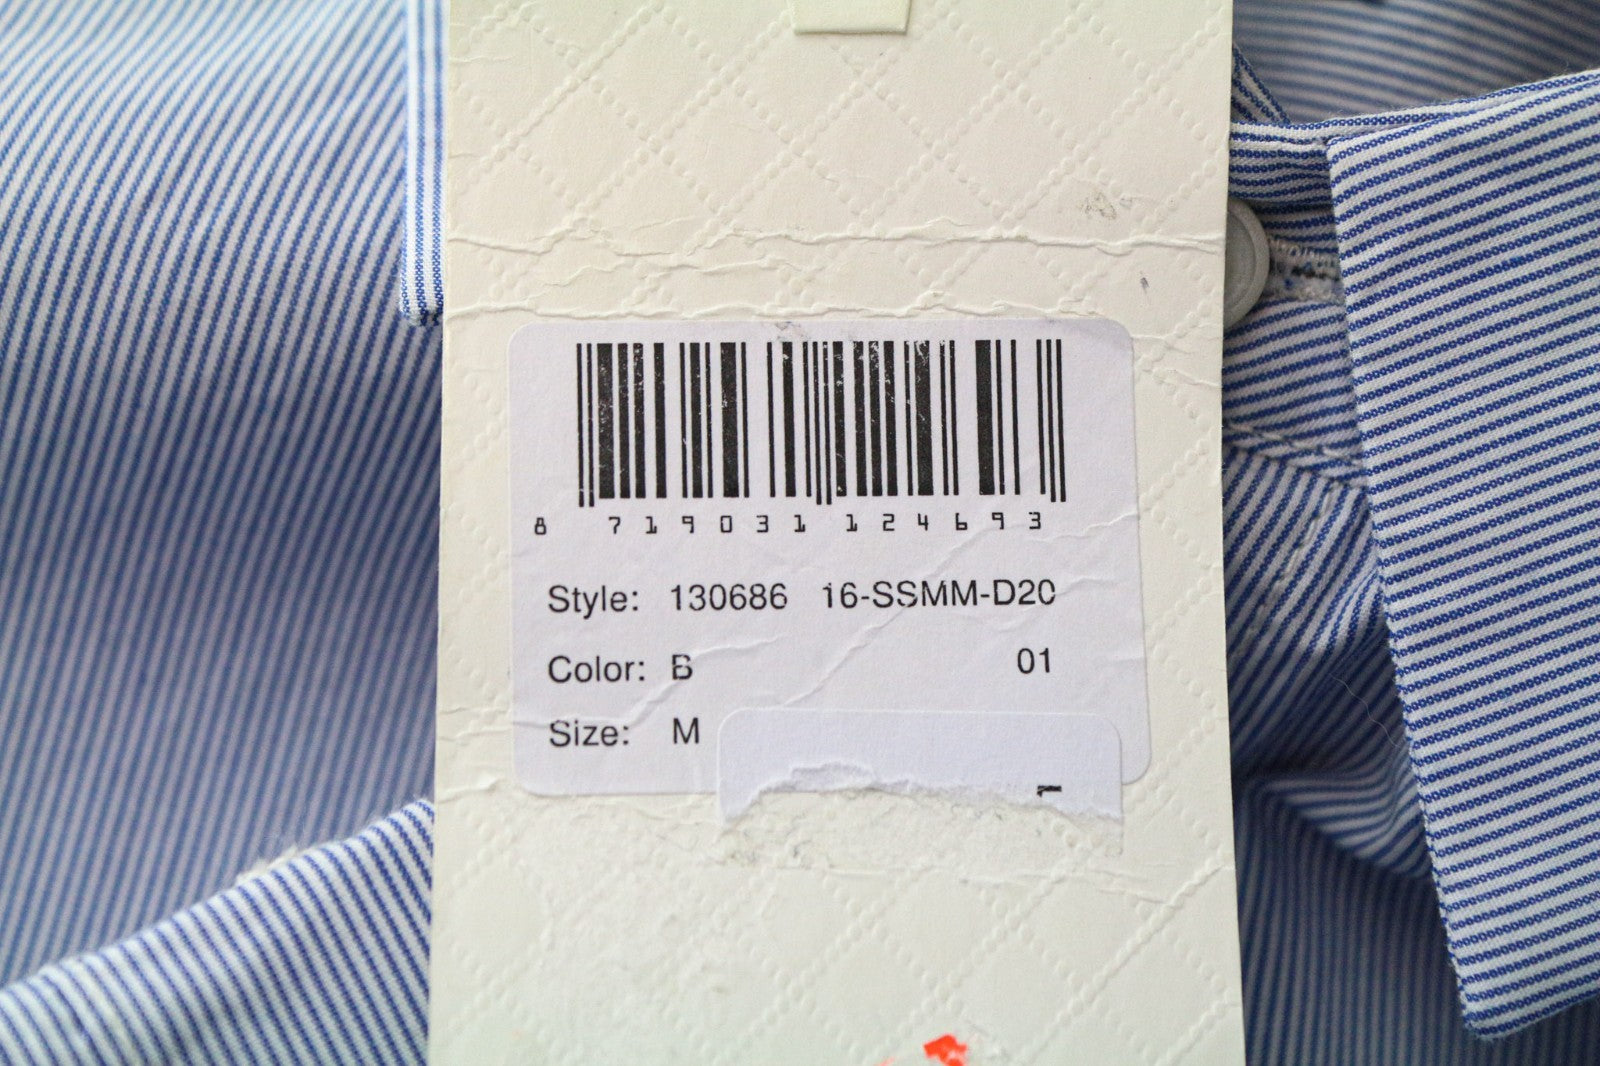 8 719031 124693
Style: 130686 16-SSMM-D20
Color: B 01
Size: M